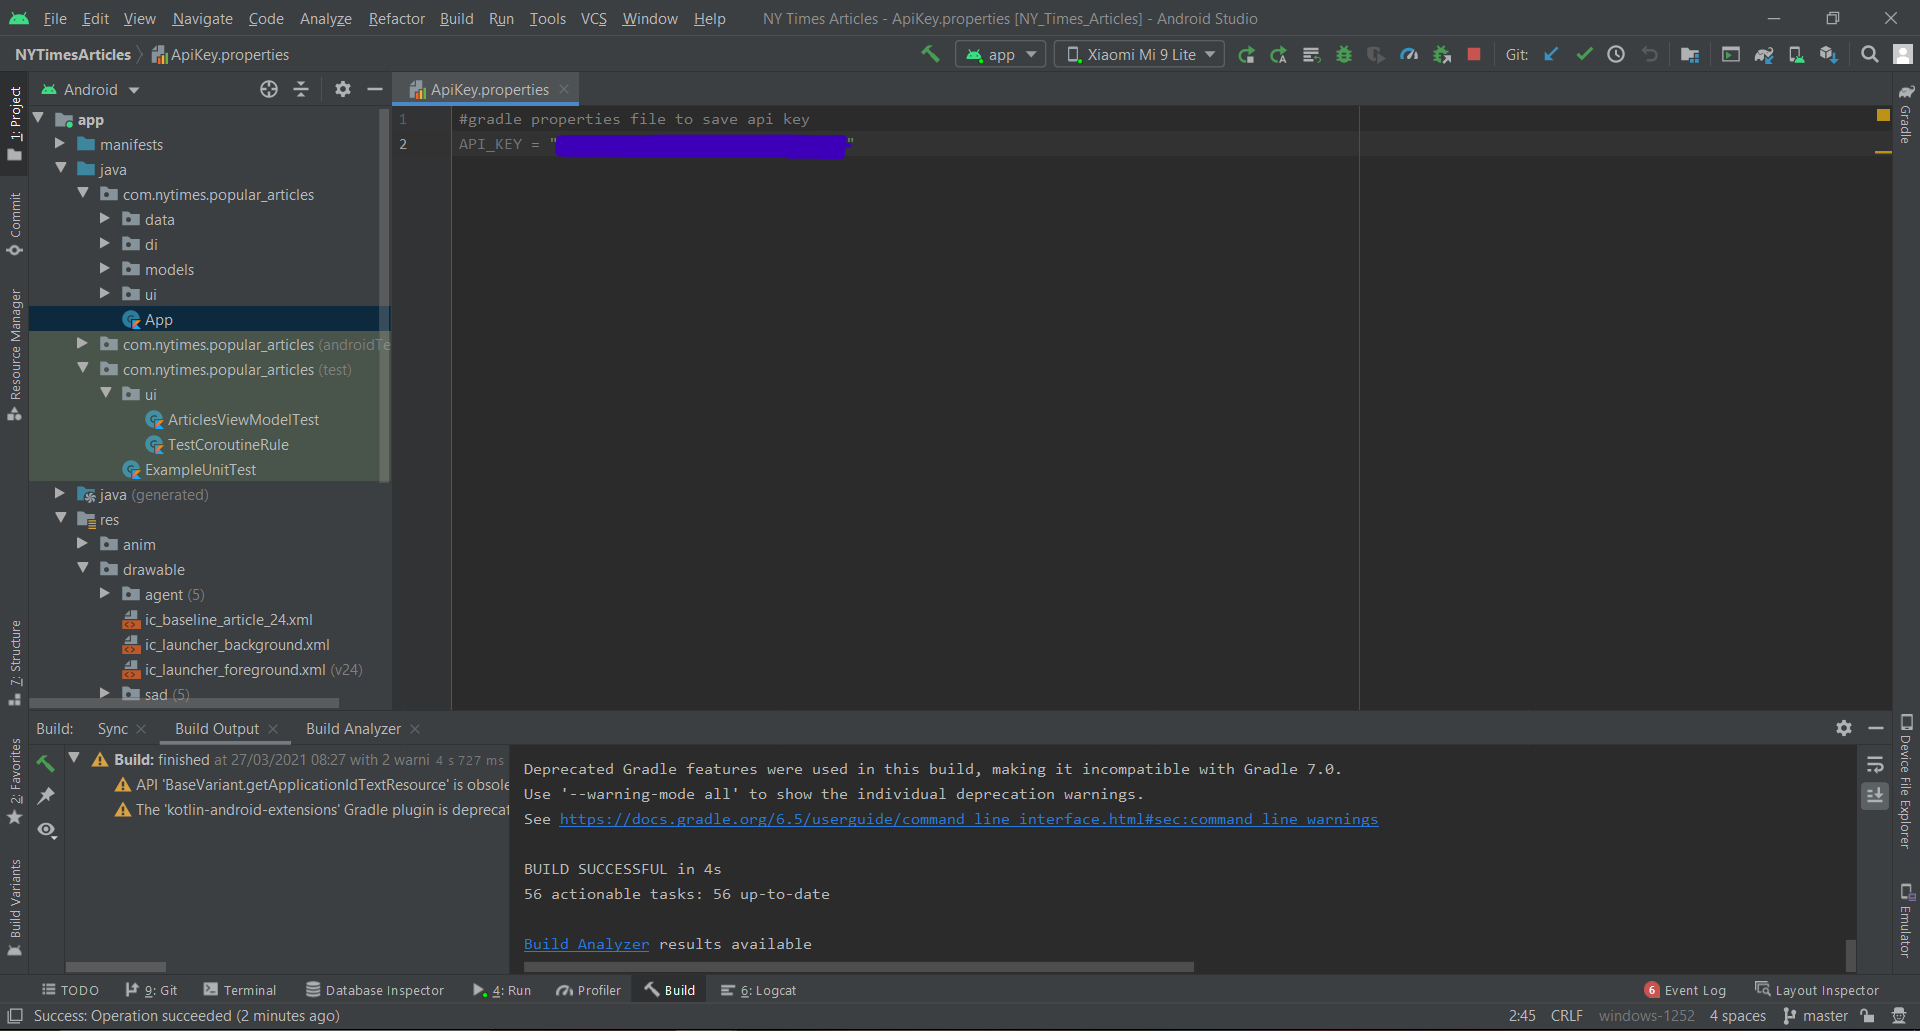 File Edit View Navigate Code Analyze Refactor Build Run Tools VCS Window Help NY Times Articles - ApiKey.properties [NY_Times_Articles] - Android Studio
NYTimesArticles ApiKey.properties app Xiaomi Mi 9 Lite Git:
1: Project
Commit
Resource Manager
7: Structure
2: Favorites
Build Variants
Android
app
manifests
java
com.nytimes.popular_articles
data
di
models
ui
App
com.nytimes.popular_articles (androidTe
com.nytimes.popular_articles (test)
ui
ArticlesViewModelTest
TestCoroutineRule
ExampleUnitTest
java (generated)
res
anim
drawable
agent (5)
ic_baseline_article_24.xml
ic_launcher_background.xml
ic_launcher_foreground.xml (v24)
sad (5)
ApiKey.properties
1 #gradle properties file to save api key
2 API_KEY = " "
Gradle
Device File Explorer
Emulator
Build: Sync Build Output Build Analyzer
Build: finished at 27/03/2021 08:27 with 2 warni 4 s 727 ms
API 'BaseVariant.getApplicationIdTextResource' is obsole
The 'kotlin-android-extensions' Gradle plugin is deprecat
Deprecated Gradle features were used in this build, making it incompatible with Gradle 7.0.
Use '--warning-mode all' to show the individual deprecation warnings.
See https://docs.gradle.org/6.5/userguide/command_line_interface.html#sec:command_line_warnings
BUILD SUCCESSFUL in 4s
56 actionable tasks: 56 up-to-date
Build Analyzer results available
TODO 9: Git Terminal Database Inspector 4: Run Profiler Build 6: Logcat 6 Event Log Layout Inspector
Success: Operation succeeded (2 minutes ago) 2:45 CRLF windows-1252 4 spaces master